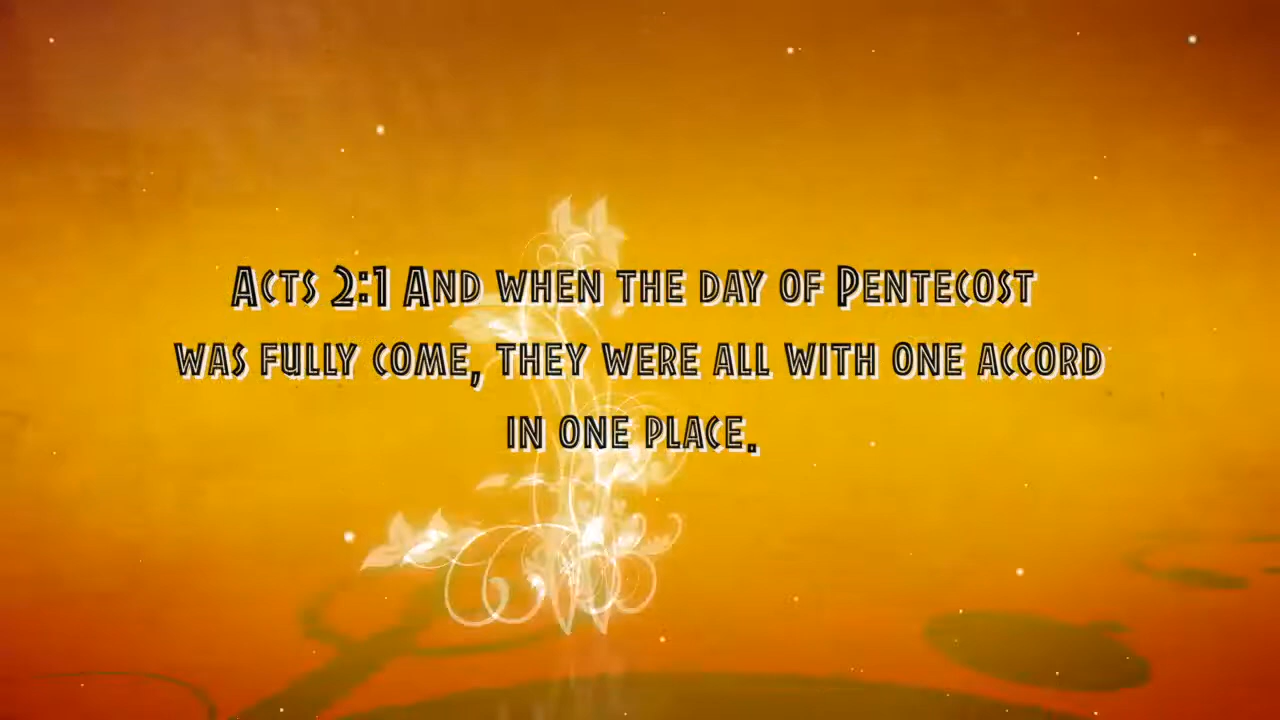 Acts 2:1 And when the day of Pentecost
was fully come, they were all with one accord
in one place.